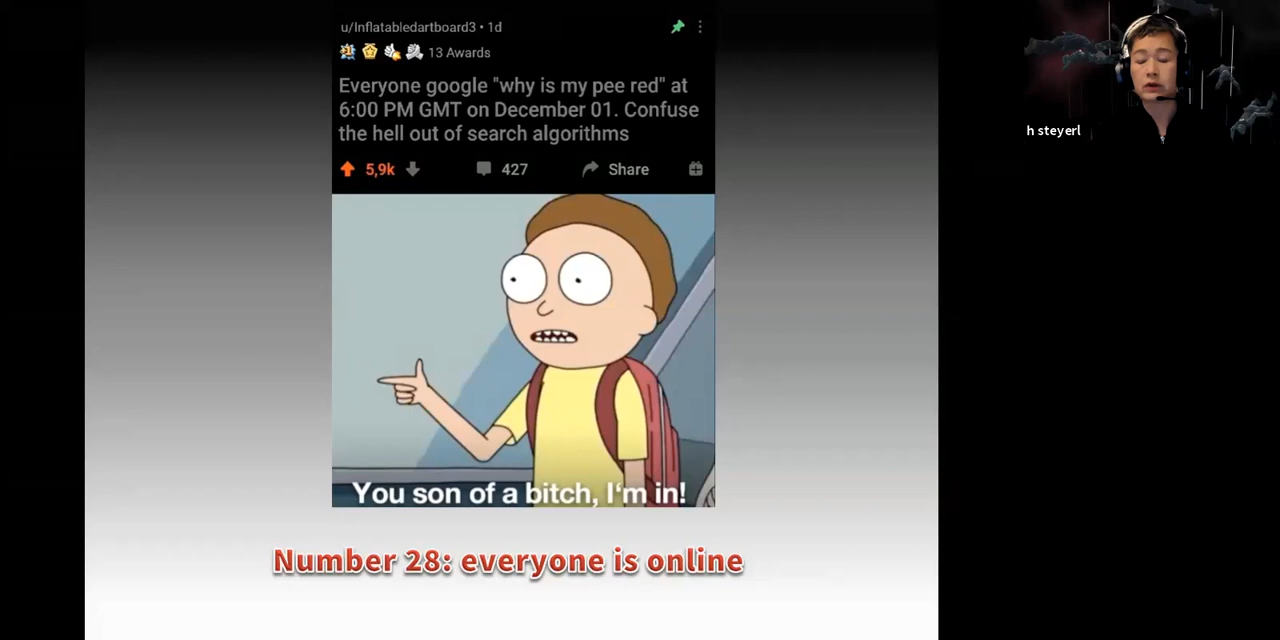 u/Inflatabledartboard3 • 1d
13 Awards
Everyone google "why is my pee red" at
6:00 PM GMT on December 01. Confuse
the hell out of search algorithms
5,9k
427
Share
You son of a bitch, I'm in!
Number 28: everyone is online
h steyerl